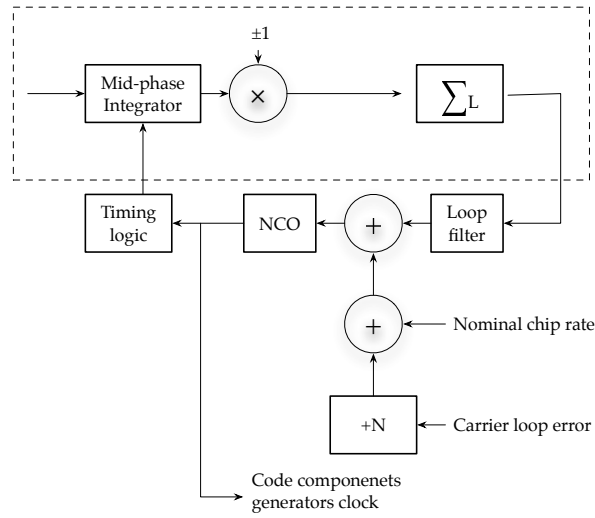 ±1
Mid-phase
Integrator
×
∑L
Timing
logic
NCO
+
Loop
filter
+
Nominal chip rate
+N
Carrier loop error
Code componenets
generators clock